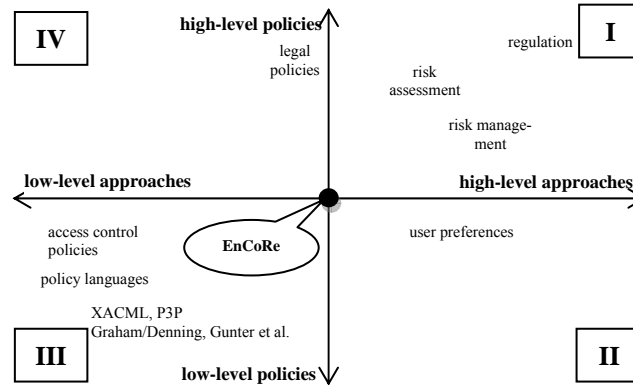 IV
high-level policies
I
regulation
legal
policies
risk
assessment
risk manage-
ment
low-level approaches
high-level approaches
access control
policies
EnCoRe
user preferences
policy languages
XACML, P3P
Graham/Denning, Gunter et al.
III
low-level policies
II